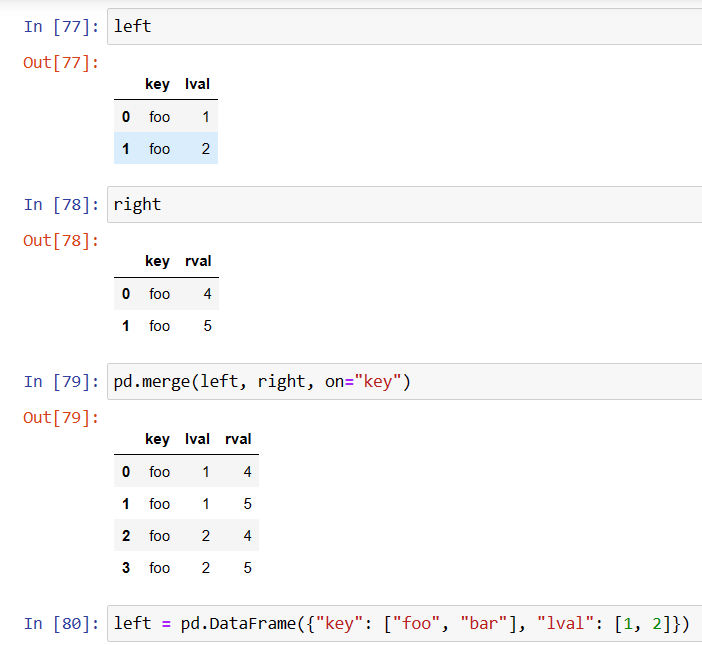 In [77]: left
Out[77]:
key lval
0 foo 1
1 foo 2
In [78]: right
Out[78]:
key rval
0 foo 4
1 foo 5
In [79]: pd.merge(left, right, on="key")
Out[79]:
key lval rval
0 foo 1 4
1 foo 1 5
2 foo 2 4
3 foo 2 5
In [80]: left = pd.DataFrame({"key": ["foo", "bar"], "lval": [1, 2]})